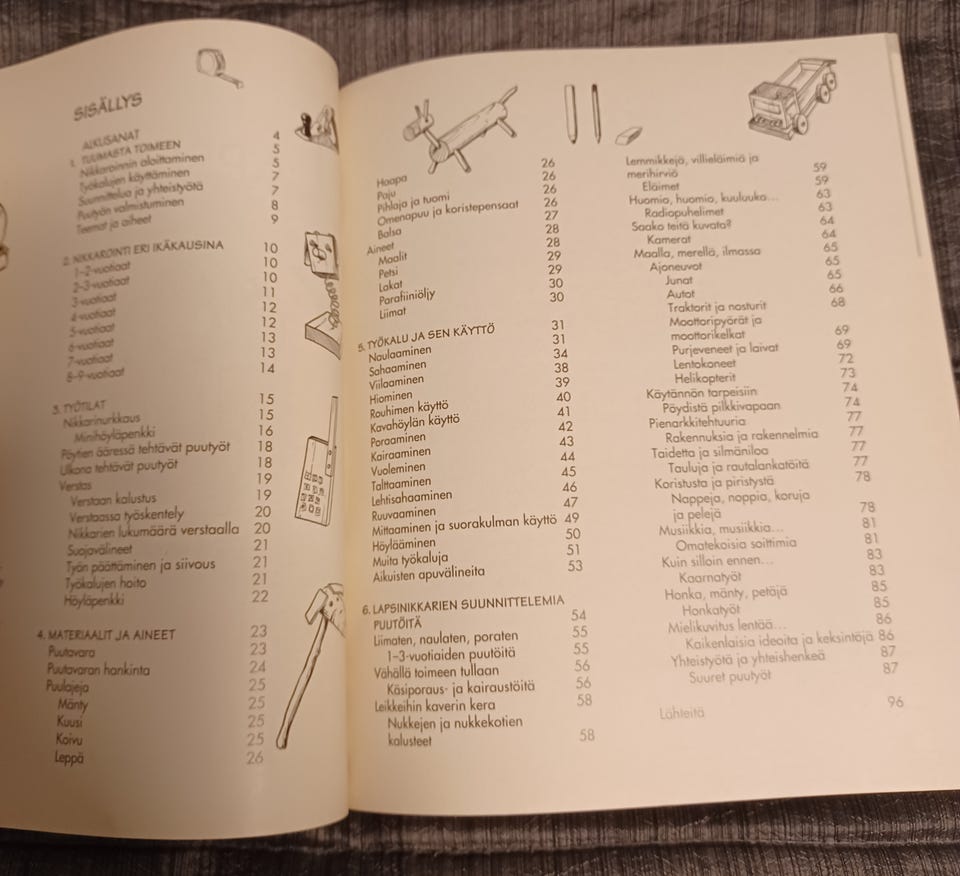 SISÄLLYS
ALKUSANAT 4
1. TUUMASTA TOIMEEN 5
Nikkaroinnin aloittaminen 5
Työkalujen käyttäminen 7
Suunnittelua ja yhteistyötä 7
Puutyön valmistuminen 8
Teemat ja aiheet 9
2. NIKKAROINTI ERI IKÄKAUSINA 10
1–2-vuotiaat 10
2–3-vuotiaat 10
3-vuotiaat 11
4-vuotiaat 12
5-vuotiaat 12
6-vuotiaat 13
7-vuotiaat 13
8–9-vuotiaat 14
3. TYÖTILAT 15
Nikkarinurkkaus 15
Minihöyläpenkki 16
Pöytien ääressä tehtävät puutyöt 18
Ulkona tehtävät puutyöt 18
Verstas 19
Verstaan kalustus 19
Verstaassa työskentely 20
Nikkarien lukumäärä verstaalla 20
Suojavälineet 21
Työn päättäminen ja siivous 21
Työkalujen hoito 21
Höyläpenkki 22
4. MATERIAALIT JA AINEET 23
Puutavara 23
Puutavaran hankinta 24
Puulajeja 25
Mänty 25
Kuusi 25
Koivu 25
Leppä 26
Haapa 26
Paju 26
Pihlaja ja tuomi 26
Omenapuu ja koristepensaat 26
Balsa 27
Aineet 28
Maalit 28
Petsi 29
Lakat 29
Parafiiniöljy 30
Liimat 30
5. TYÖKALU JA SEN KÄYTTÖ 31
Naulaaminen 31
Sahaaminen 34
Viilaaminen 38
Hiominen 39
Rouhimen käyttö 40
Kavahöylän käyttö 41
Poraaminen 42
Kairaaminen 43
Vuoleminen 44
Talttaaminen 45
Lehtisahaaminen 46
Ruuvaaminen 47
Mittaaminen ja suorakulman käyttö 49
Höylääminen 50
Muita työkaluja 51
Aikuisten apuvälineitä 53
6. LAPSINIKKARIEN SUUNNITTELEMIA
PUUTÖITÄ 54
Liimaten, naulaten, poraten 55
1–3-vuotiaiden puutöitä 55
Vähällä toimeen tullaan 56
Käsiporaus- ja kairaustöitä 56
Leikkeihin kaverin kera 58
Nukkejen ja nukkekotien
kalusteet 58
Lemmikkejä, villieläimiä ja
merihirviö 59
Eläimet 59
Huomio, huomio, kuuluuko... 63
Radiopuhelimet 63
Saako teitä kuvata? 64
Kamerat 64
Maalla, merellä, ilmassa 65
Ajoneuvot 65
Junat 65
Autot 66
Traktorit ja nosturit 68
Moottoripyörät ja
moottorikelkat 69
Purjeveneet ja laivat 69
Lentokoneet 72
Helikopterit 73
Käytännän tarpeisiin 74
Pöydistä pilkkivapaan 74
Pienarkkitehtuuria 77
Rakennuksia ja rakennelmia 77
Taidetta ja silmäniloa 77
Tauluja ja rautalankatöitä 77
Koristusta ja piristystä 78
Nappeja, noppia, koruja
ja pelejä 78
Musiikkia, musiikkia... 81
Omatekoisia soittimia 81
Kuin silloin ennen... 83
Kaarnatyöt 83
Honka, mänty, petäjä 85
Honkatyöt 85
Mielikuvitus lentää... 86
Kaikenlaisia ideoita ja keksintöjä 86
Yhteistyötä ja yhteishenkeä 87
Suuret puutyöt 87
Lähteitä 96